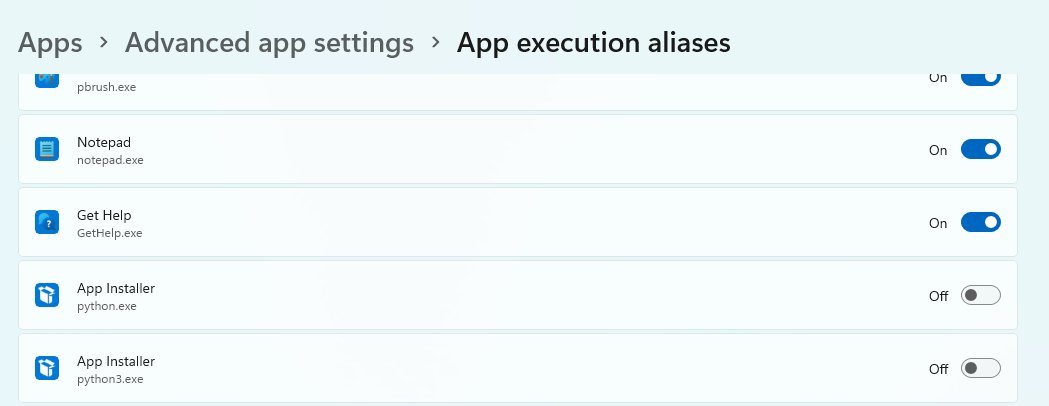 Apps > Advanced app settings > App execution aliases
pbrush.exe
On
Notepad
notepad.exe
On
Get Help
GetHelp.exe
On
App Installer
python.exe
Off
App Installer
python3.exe
Off